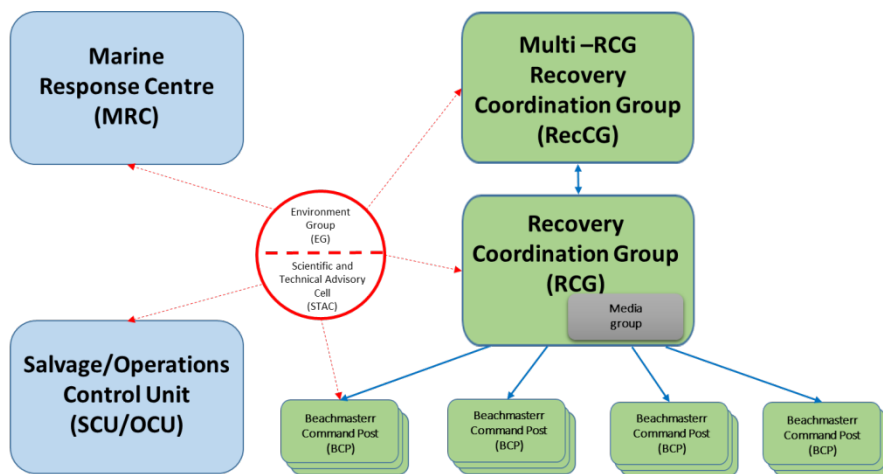 Marine
Response Centre
(MRC)
Multi –RCG
Recovery
Coordination Group
(RecCG)
Environment
Group
(EG)
Scientific and
Technical Advisory
Cell
(STAC)
Recovery
Coordination Group
(RCG)
Media
group
Salvage/Operations
Control Unit
(SCU/OCU)
Beachmasterr
Command Post
(BCP)
Beachmasterr
Command Post
(BCP)
Beachmasterr
Command Post
(BCP)
Beachmasterr
Command Post
(BCP)